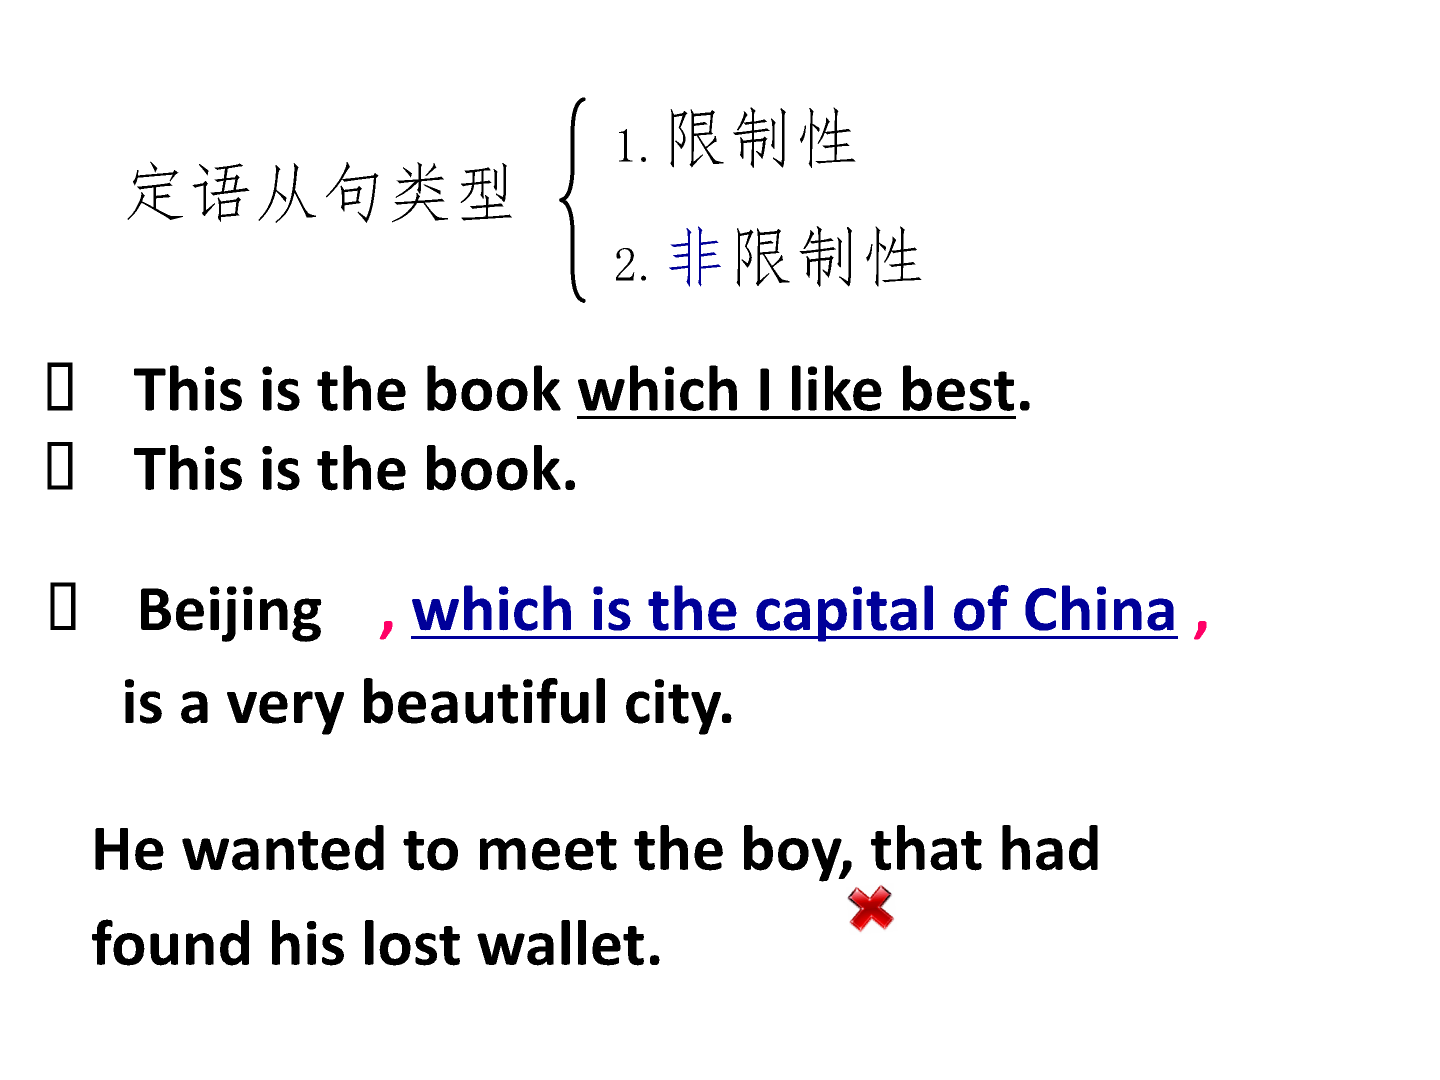 定语从句类型
1.限制性
2.非限制性
This is the book which I like best.
This is the book.
Beijing , which is the capital of China ,
is a very beautiful city.
He wanted to meet the boy, that had
found his lost wallet.